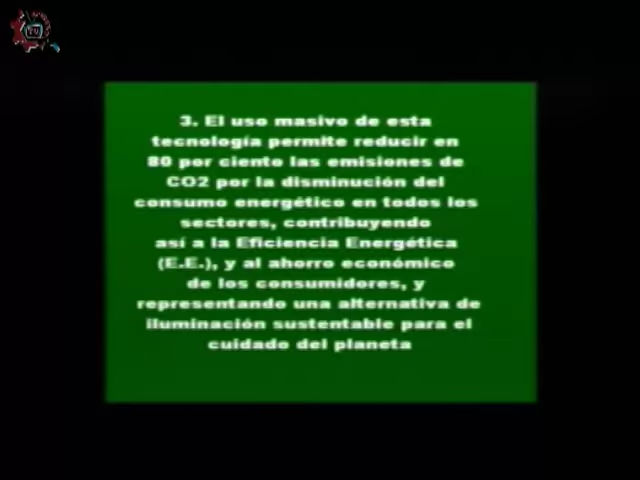 TV
3. El uso masivo de esta
tecnología permite reducir en
80 por ciento las emisiones de
CO2 por la disminución del
consumo energético en todos los
sectores, contribuyendo
así a la Eficiencia Energética
(E.E.), y al ahorro económico
de los consumidores, y
representando una alternativa de
iluminación sustentable para el
cuidado del planeta